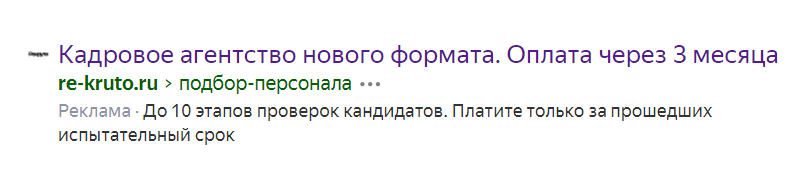 Кадровое агентство нового формата. Оплата через 3 месяца
re-kruto.ru › подбор-персонала •••
Реклама · До 10 этапов проверок кандидатов. Платите только за прошедших
испытательный срок